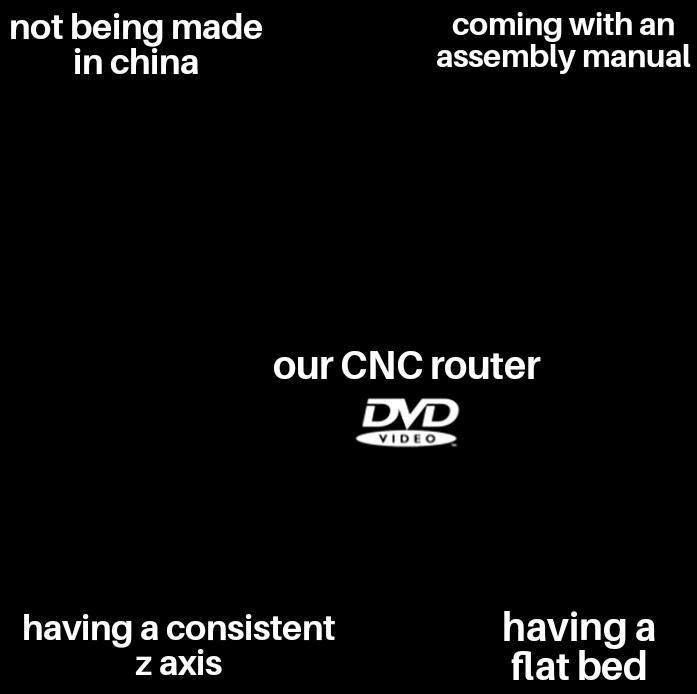 not being made
in china
coming with an
assembly manual
our CNC router
DVD
VIDEO
having a consistent
z axis
having a
flat bed